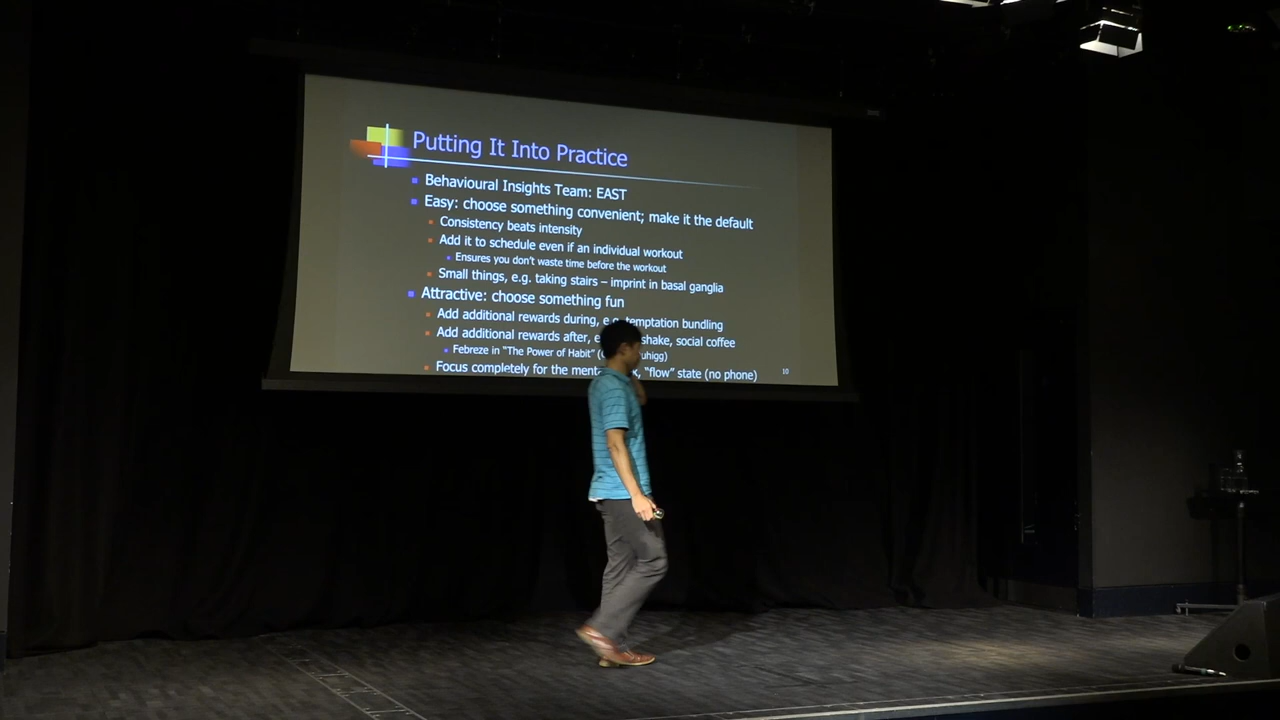 Putting It Into Practice
Behavioural Insights Team: EAST
Easy: choose something convenient; make it the default
Consistency beats intensity
Add it to schedule even if an individual workout
Ensures you don't waste time before the workout
Small things, e.g. taking stairs – imprint in basal ganglia
Attractive: choose something fun
Add additional rewards during, e.g. temptation bundling
Add additional rewards after, shake, social coffee
Febreze in "The Power of Habit"
Focus completely for the "flow" state (no phone)
10